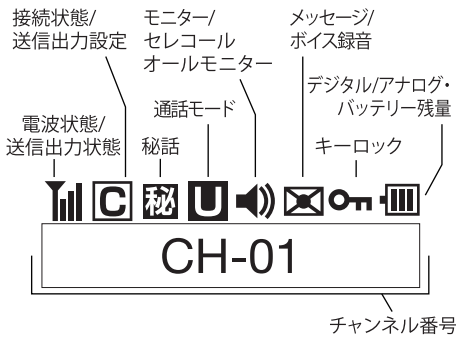 接続状態/
送信出力設定
モニター/
セレコール
オールモニター
メッセージ/
ボイス録音
デジタル/アナログ・
バッテリー残量
電波状態/
送信出力状態
秘話
通話モード
キーロック
C 秘 U
CH-01
チャンネル番号